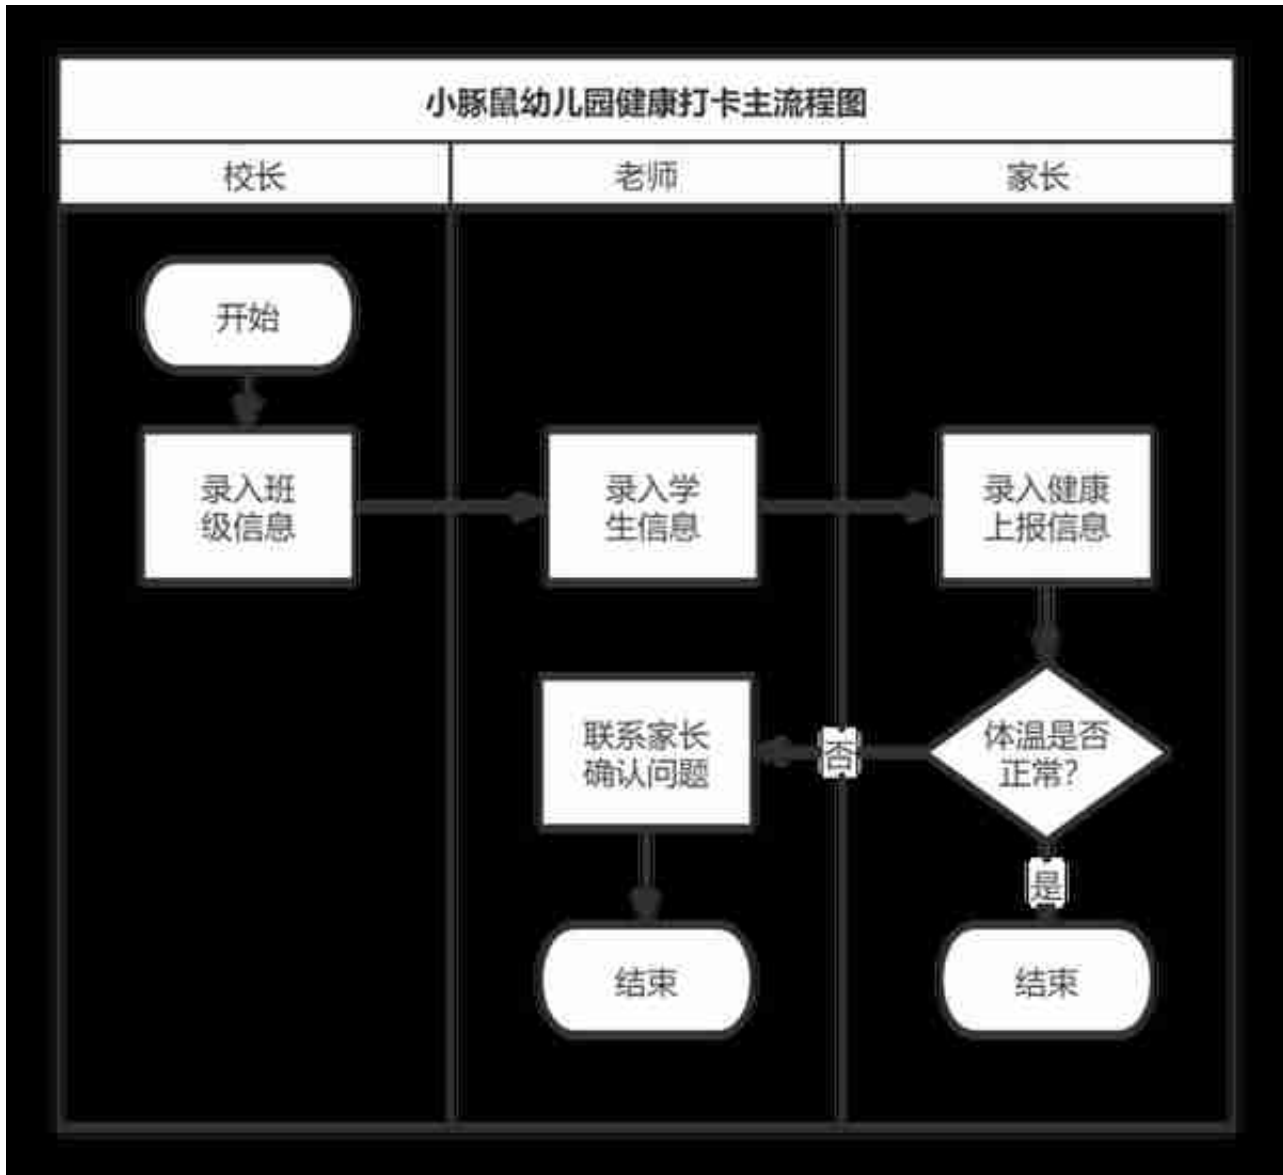 小豚鼠幼儿园健康打卡主流程图
校长
老师
家长
开始
录入班
级信息
录入学
生信息
录入健康
上报信息
联系家长
确认问题
否
体温是否
正常?
是
结束
结束